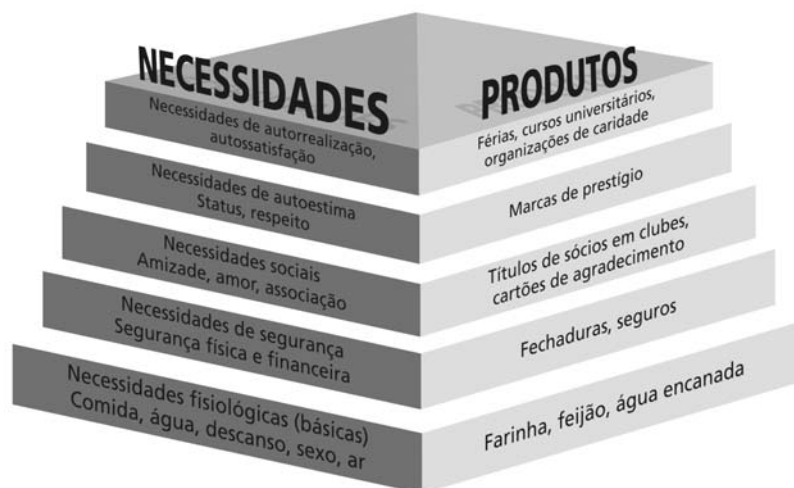 NECESSIDADES
Necessidades de autorrealização,
autossatisfação
Necessidades de autoestima
Status, respeito
Necessidades sociais
Amizade, amor, associação
Necessidades de segurança
Segurança física e financeira
Necessidades fisiológicas (básicas)
Comida, água, descanso, sexo, ar
PRODUTOS
Férias, cursos universitários,
organizações de caridade
Marcas de prestígio
Títulos de sócios em clubes,
cartões de agradecimento
Fechaduras, seguros
Farinha, feijão, água encanada